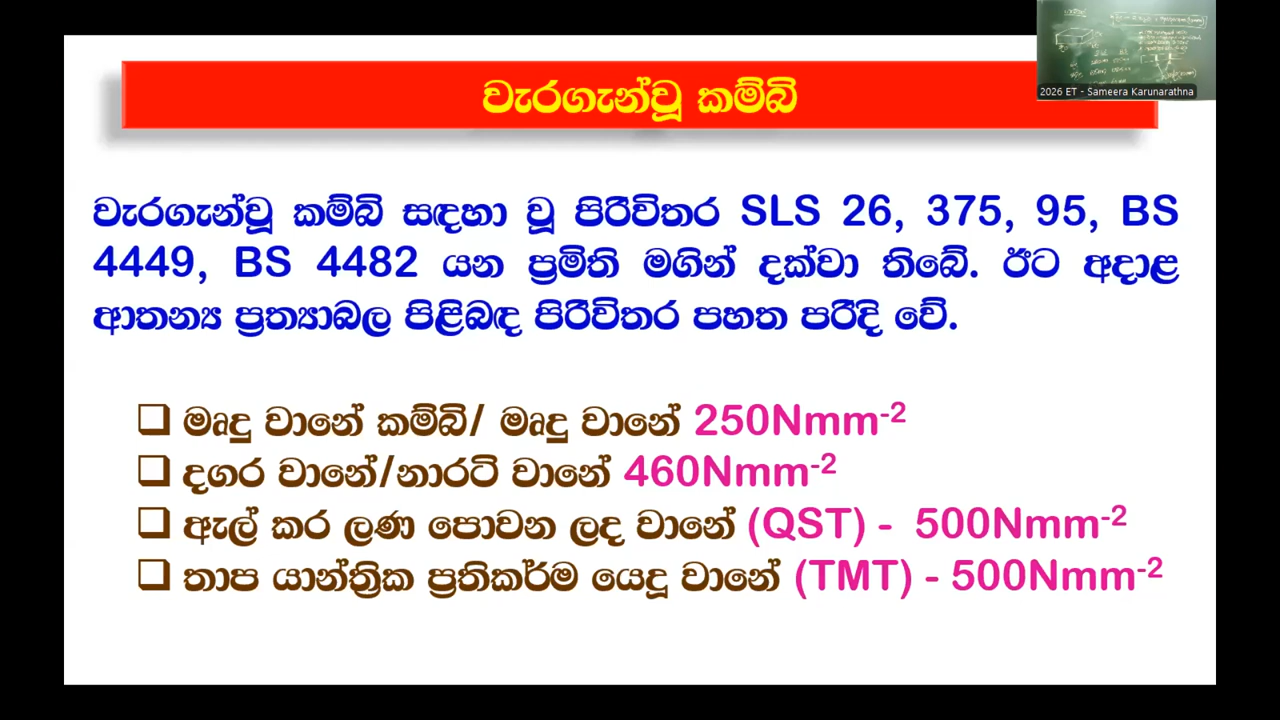 වැරගැන්වූ කම්බි
2026 ET - Sameera Karunarathna
වැරගැන්වූ කම්බි සඳහා වූ පිරිවිතර SLS 26, 375, 95, BS
4449, BS 4482 යන ප්‍රමිති මගින් දක්වා තිබේ. ඊට අදාළ
ආතන්‍ය ප්‍රත්‍යාබල පිළිබඳ පිරිවිතර පහත පරිදි වේ.
❑ මෘදු වානේ කම්බි/ මෘදු වානේ 250Nmm⁻²
❑ දගර වානේ/නාරටි වානේ 460Nmm⁻²
❑ ඇල් කර ලණ පොවන ලද වානේ (QST) - 500Nmm⁻²
❑ තාප යාන්ත්‍රික ප්‍රතිකර්ම යෙදූ වානේ (TMT) - 500Nmm⁻²